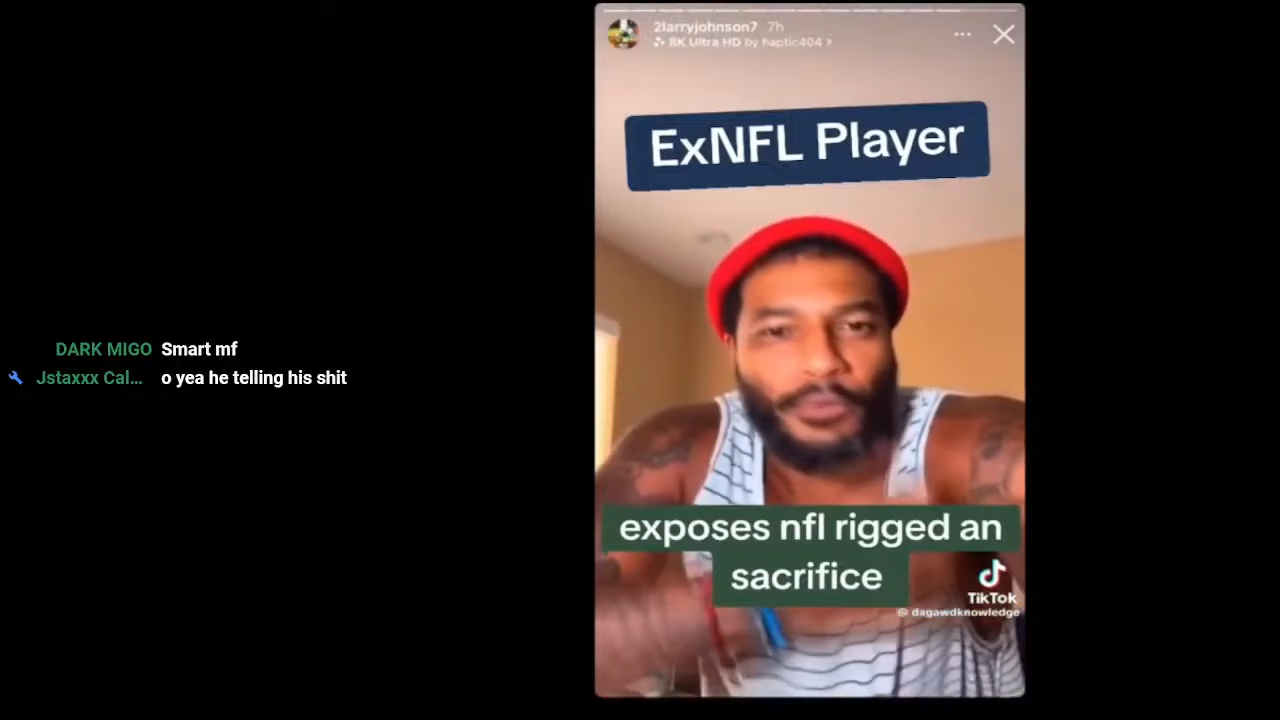 2larryjohnson7 7h
8K Ultra HD by haptic404 >
ExNFL Player
DARK MIGO Smart mf
Jstaxxx Cal... o yea he telling his shit
exposes nfl rigged an
sacrifice
TikTok
@ dagawdknowledge